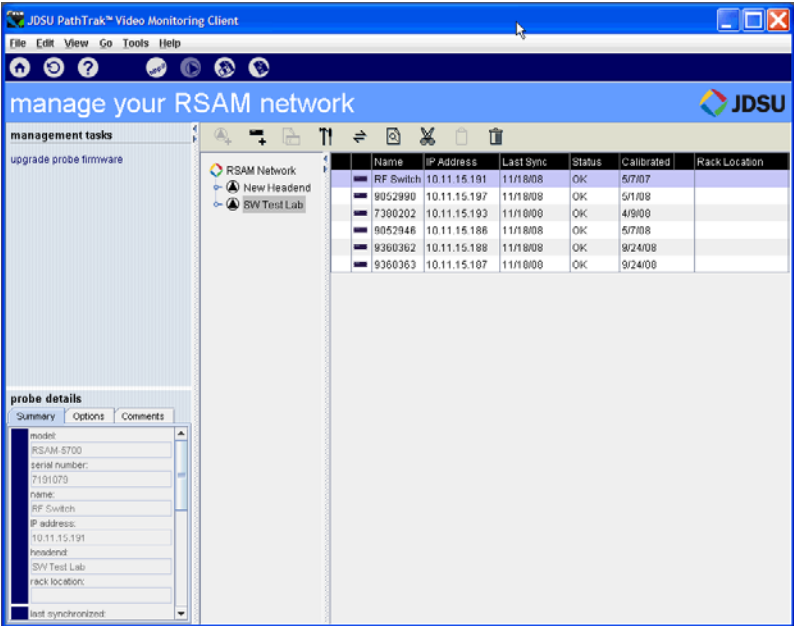 JDSU PathTrak™ Video Monitoring Client
File Edit View Go Tools Help
manage your RSAM network
JDSU
management tasks
upgrade probe firmware
RSAM Network
New Headend
SW Test Lab
Name IP Address Last Sync Status Calibrated Rack Location
RF Switch 10.11.15.191 11/18/08 OK 5/7/07
9052990 10.11.15.197 11/18/08 OK 5/1/08
7380202 10.11.15.193 11/18/08 OK 4/9/08
9052946 10.11.15.186 11/18/08 OK 5/7/08
9360362 10.11.15.188 11/18/08 OK 9/24/08
9360363 10.11.15.187 11/18/08 OK 9/24/08
probe details
Summary Options Comments
model:
RSAM-5700
serial number:
7191079
name:
RF Switch
IP address:
10.11.15.191
headend:
SW Test Lab
rack location:
last synchronized: